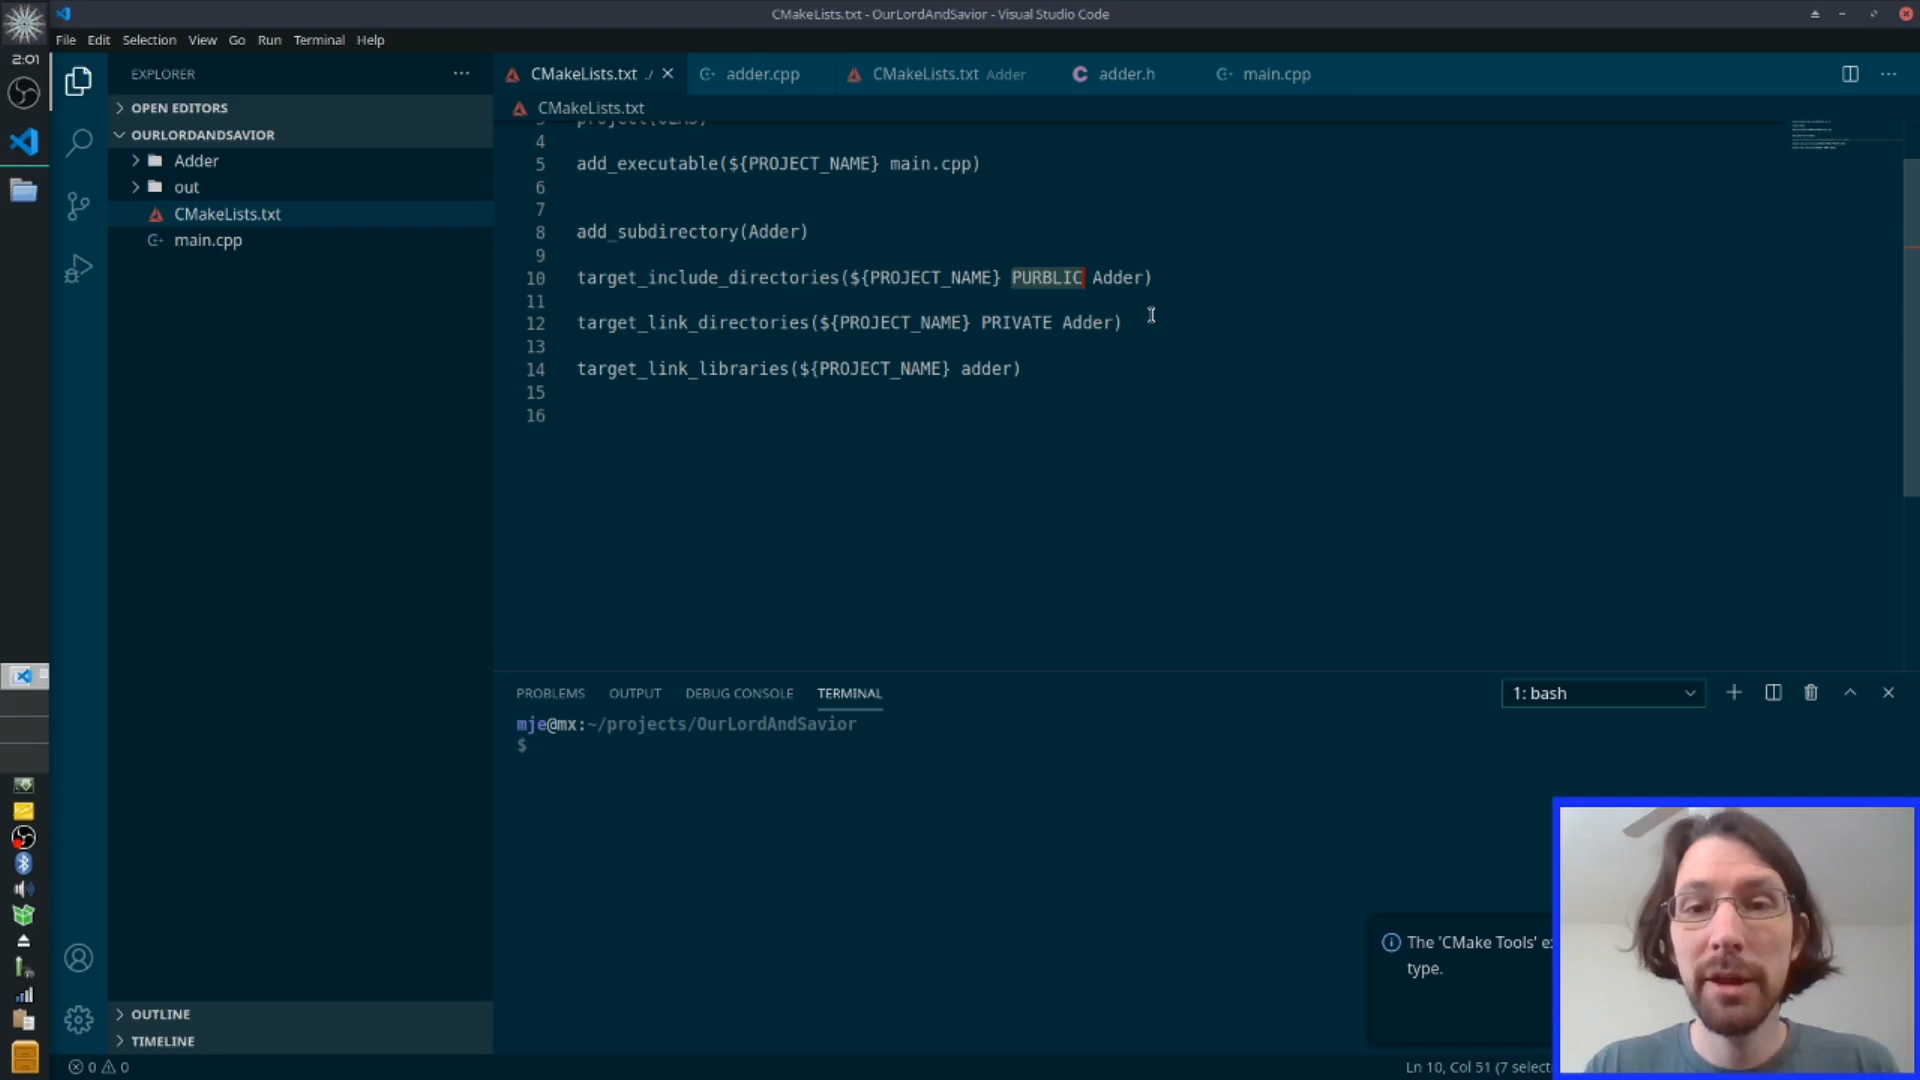 CMakeLists.txt - OurLordAndSavior - Visual Studio Code
File Edit Selection View Go Run Terminal Help
2:01
EXPLORER
OPEN EDITORS
OURLORDANDSAVIOR
Adder
out
CMakeLists.txt
main.cpp
OUTLINE
TIMELINE
CMakeLists.txt ./ adder.cpp CMakeLists.txt Adder adder.h main.cpp
CMakeLists.txt
4
5 add_executable(${PROJECT_NAME} main.cpp)
6
7
8 add_subdirectory(Adder)
9
10 target_include_directories(${PROJECT_NAME} PURBLIC Adder)
11
12 target_link_directories(${PROJECT_NAME} PRIVATE Adder)
13
14 target_link_libraries(${PROJECT_NAME} adder)
15
16
PROBLEMS OUTPUT DEBUG CONSOLE TERMINAL 1: bash
mje@mx:~/projects/OurLordAndSavior
$
The 'CMake Tools' e
type.
0 0 Ln 10, Col 51 (7 select